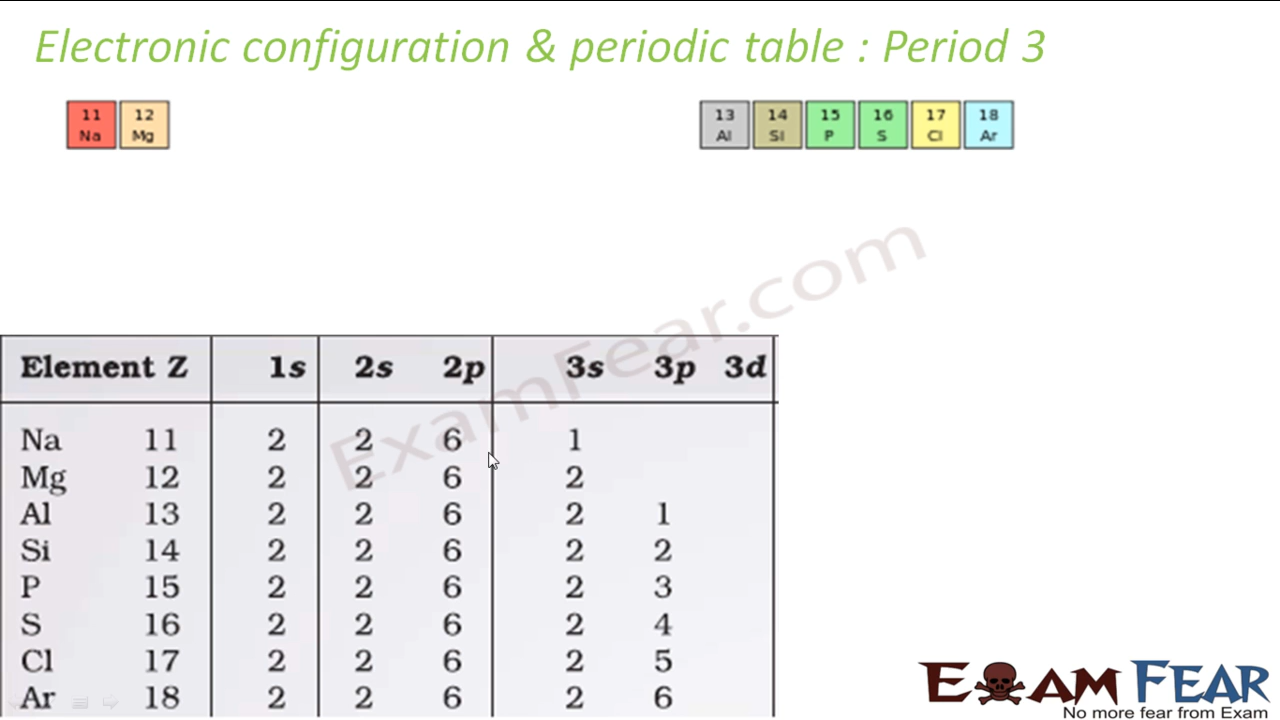 Electronic configuration & periodic table : Period 3
11 12 13 14 15 16 17 18
Na Mg Al Si P S Cl Ar
ExamFear.com
Element Z 1s 2s 2p 3s 3p 3d
Na 11 2 2 6 1
Mg 12 2 2 6 2
Al 13 2 2 6 2 1
Si 14 2 2 6 2 2
P 15 2 2 6 2 3
S 16 2 2 6 2 4
Cl 17 2 2 6 2 5
Ar 18 2 2 6 2 6
EXAM FEAR
No more fear from Exam